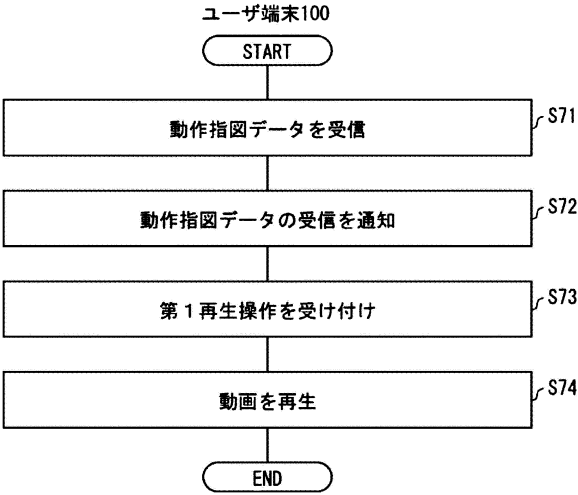 ユーザ端末100
START
動作指図データを受信
S71
動作指図データの受信を通知
S72
第1再生操作を受け付け
S73
動画を再生
S74
END